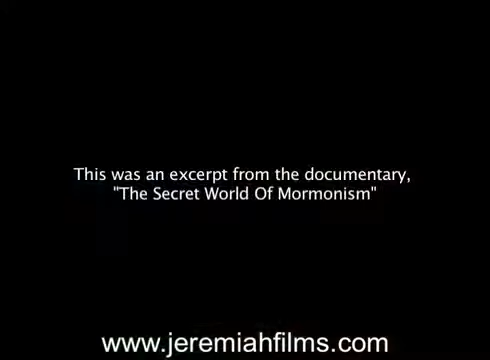 This was an excerpt from the documentary,
"The Secret World Of Mormonism"
www.jeremiahfilms.com